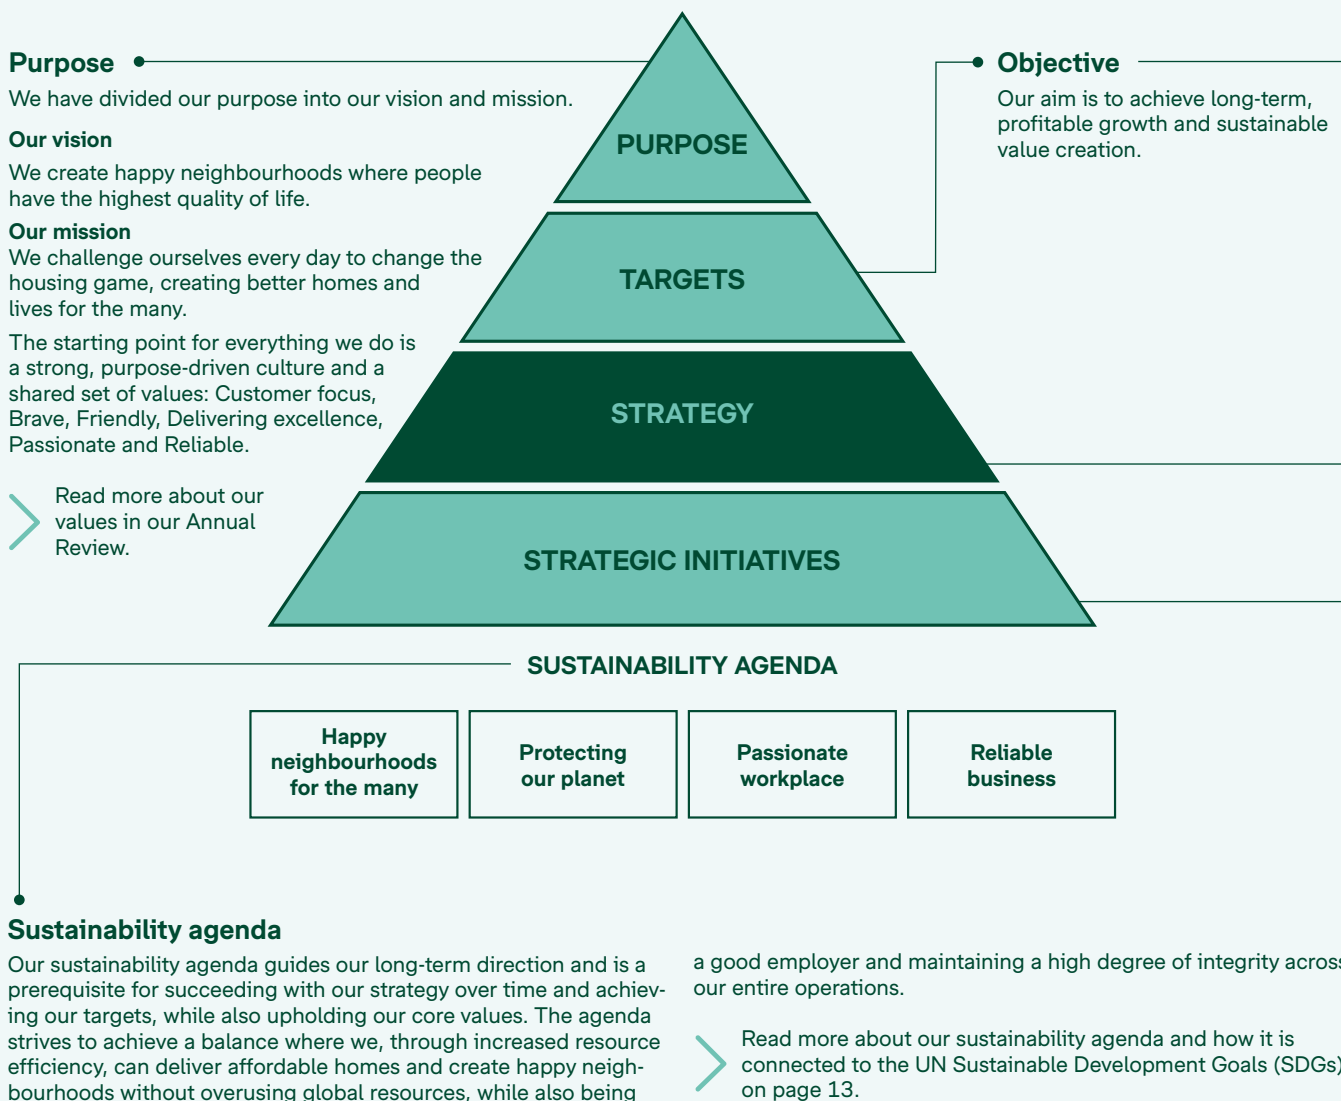 Purpose
We have divided our purpose into our vision and mission.
Our vision
We create happy neighbourhoods where people
have the highest quality of life.
Our mission
We challenge ourselves every day to change the
housing game, creating better homes and
lives for the many.
The starting point for everything we do is
a strong, purpose-driven culture and a
shared set of values: Customer focus,
Brave, Friendly, Delivering excellence,
Passionate and Reliable.
Read more about our
values in our Annual
Review.
PURPOSE
TARGETS
STRATEGY
STRATEGIC INITIATIVES
Objective
Our aim is to achieve long-term,
profitable growth and sustainable
value creation.
SUSTAINABILITY AGENDA
Happy
neighbourhoods
for the many
Protecting
our planet
Passionate
workplace
Reliable
business
Sustainability agenda
Our sustainability agenda guides our long-term direction and is a
prerequisite for succeeding with our strategy over time and achiev-
ing our targets, while also upholding our core values. The agenda
strives to achieve a balance where we, through increased resource
efficiency, can deliver affordable homes and create happy neigh-
bourhoods without overusing global resources, while also being
a good employer and maintaining a high degree of integrity across
our entire operations.
Read more about our sustainability agenda and how it is
connected to the UN Sustainable Development Goals (SDGs)
on page 13.